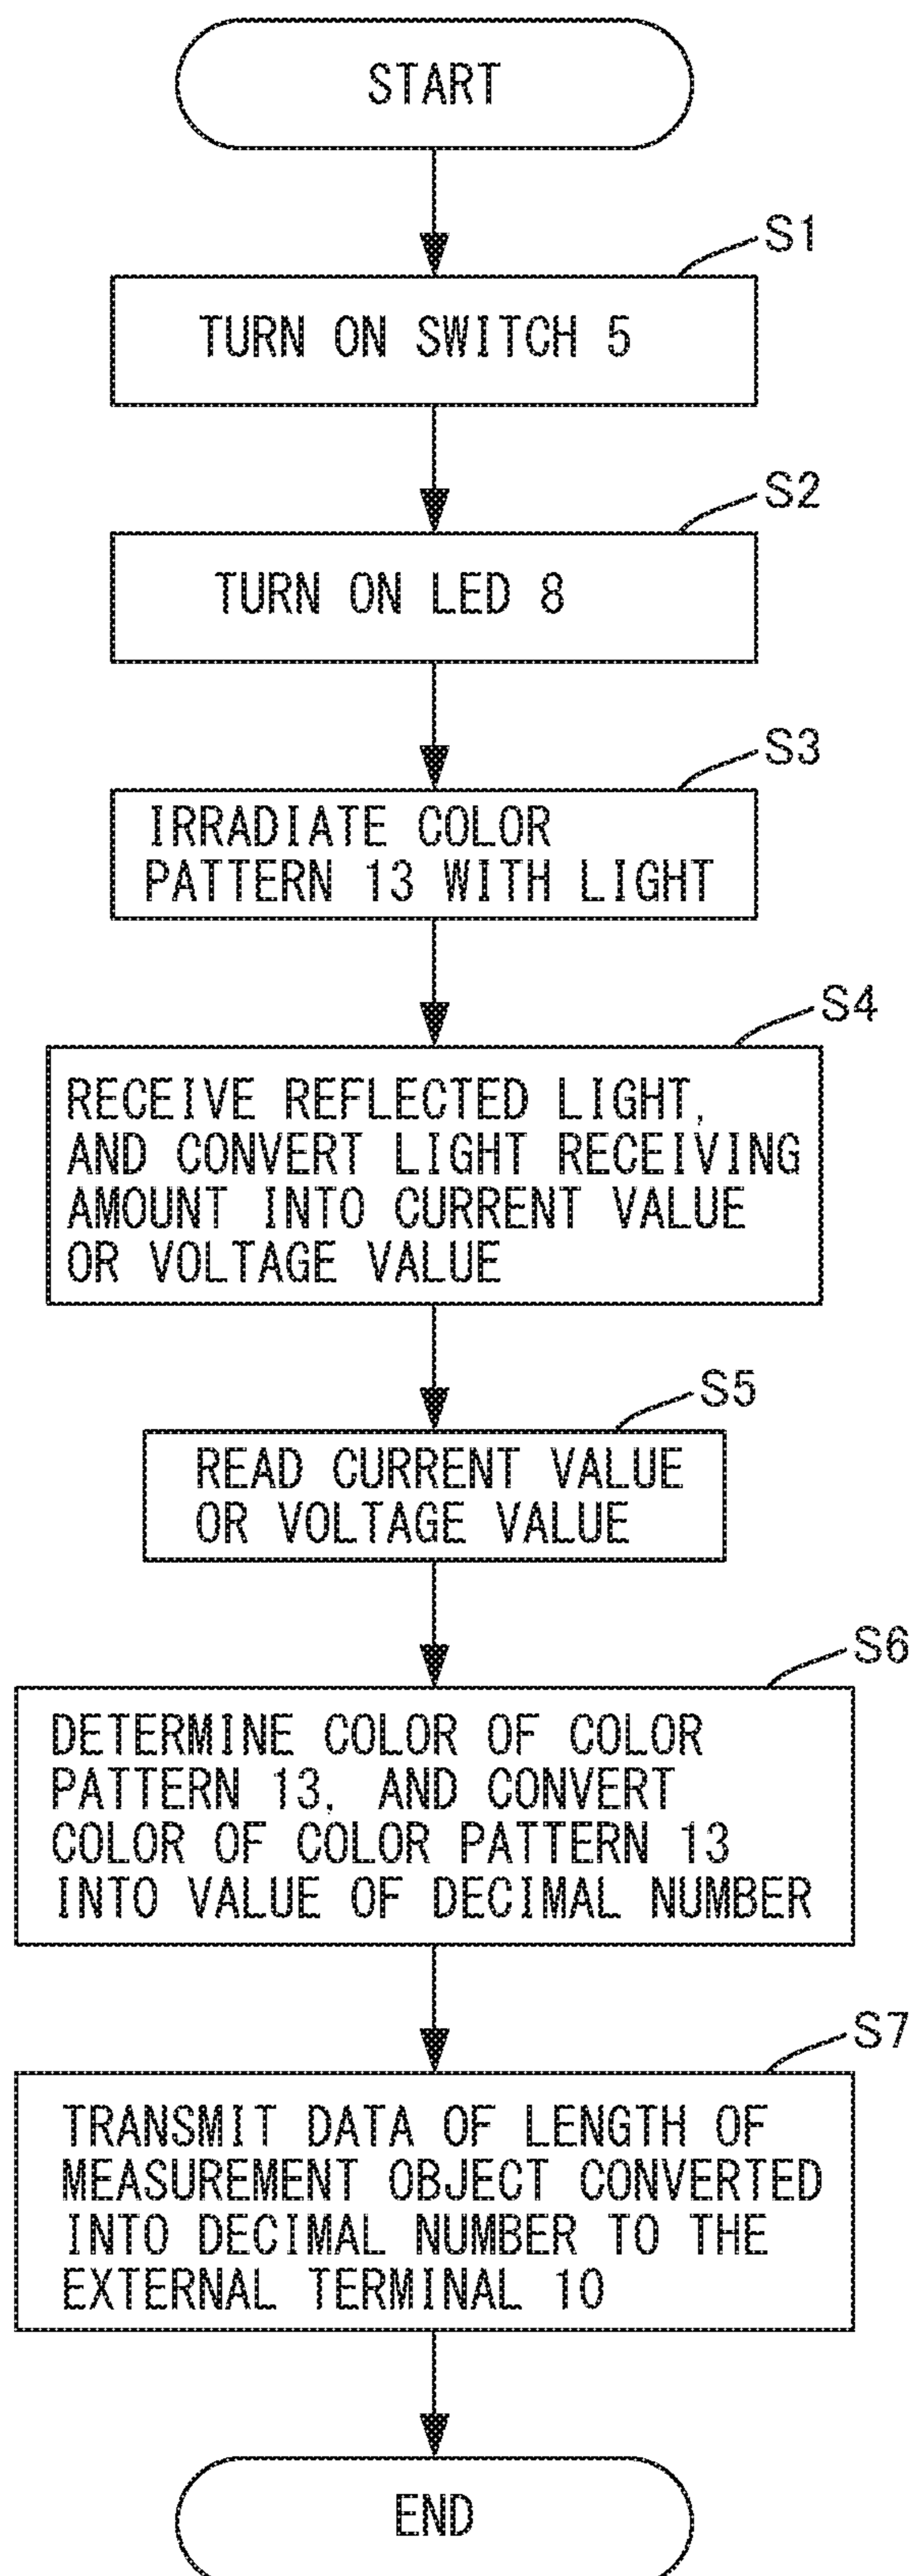 START
S1
TURN ON SWITCH 5
S2
TURN ON LED 8
S3
IRRADIATE COLOR
PATTERN 13 WITH LIGHT
S4
RECEIVE REFLECTED LIGHT,
AND CONVERT LIGHT RECEIVING
AMOUNT INTO CURRENT VALUE
OR VOLTAGE VALUE
S5
READ CURRENT VALUE
OR VOLTAGE VALUE
S6
DETERMINE COLOR OF COLOR
PATTERN 13, AND CONVERT
COLOR OF COLOR PATTERN 13
INTO VALUE OF DECIMAL NUMBER
S7
TRANSMIT DATA OF LENGTH OF
MEASUREMENT OBJECT CONVERTED
INTO DECIMAL NUMBER TO THE
EXTERNAL TERMINAL 10
END